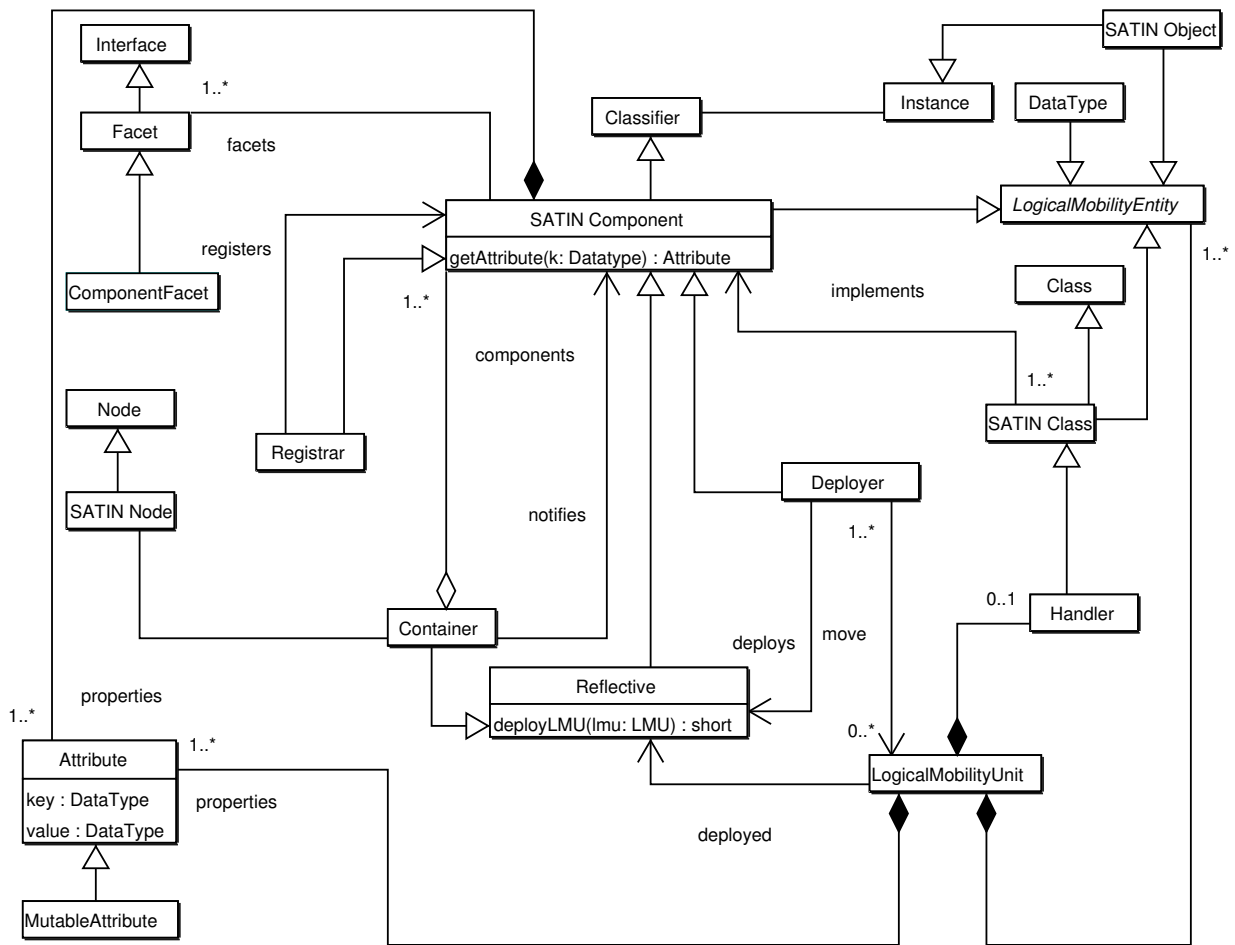 SATIN Object
Interface
1..*
Instance
DataType
Classifier
Facet
facets
LogicalMobilityEntity
SATIN Component
registers
getAttribute(k: Datatype) : Attribute
1..*
ComponentFacet
1..*
implements
Class
components
1..*
Node
SATIN Class
Registrar
Deployer
SATIN Node
notifies
1..*
0..1
Handler
Container
deploys
move
Reflective
properties
1..*
deployLMU(lmu: LMU) : short
0..*
1..*
Attribute
LogicalMobilityUnit
key : DataType
properties
value : DataType
deployed
MutableAttribute